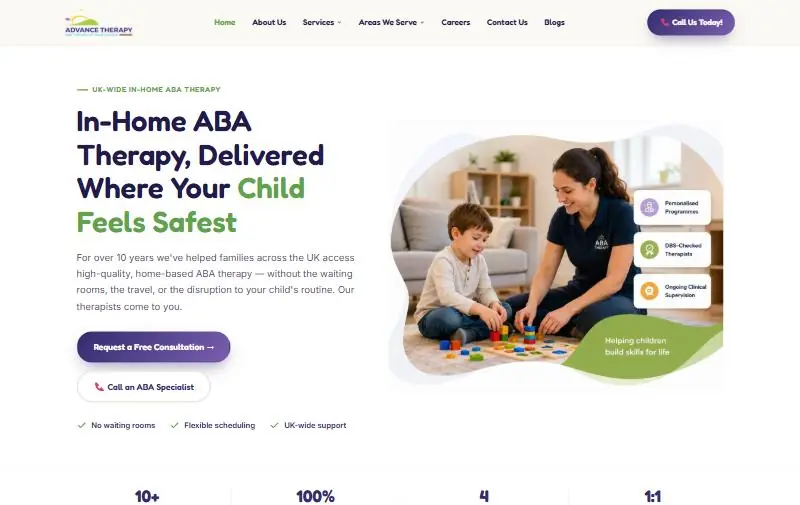 ADVANCE THERAPY
Home
About Us
Services
Areas We Serve
Careers
Contact Us
Blogs
Call Us Today!
UK-WIDE IN-HOME ABA THERAPY
In-Home ABA
Therapy, Delivered
Where Your Child
Feels Safest
For over 10 years we've helped families across the UK access
high-quality, home-based ABA therapy — without the waiting
rooms, the travel, or the disruption to your child's routine. Our
therapists come to you.
Request a Free Consultation →
Call an ABA Specialist
No waiting rooms
Flexible scheduling
UK-wide support
ABA
THERAPY
Personalised
Programmes
DBS-Checked
Therapists
Ongoing Clinical
Supervision
Helping children
build skills for life
10+
100%
4
1:1